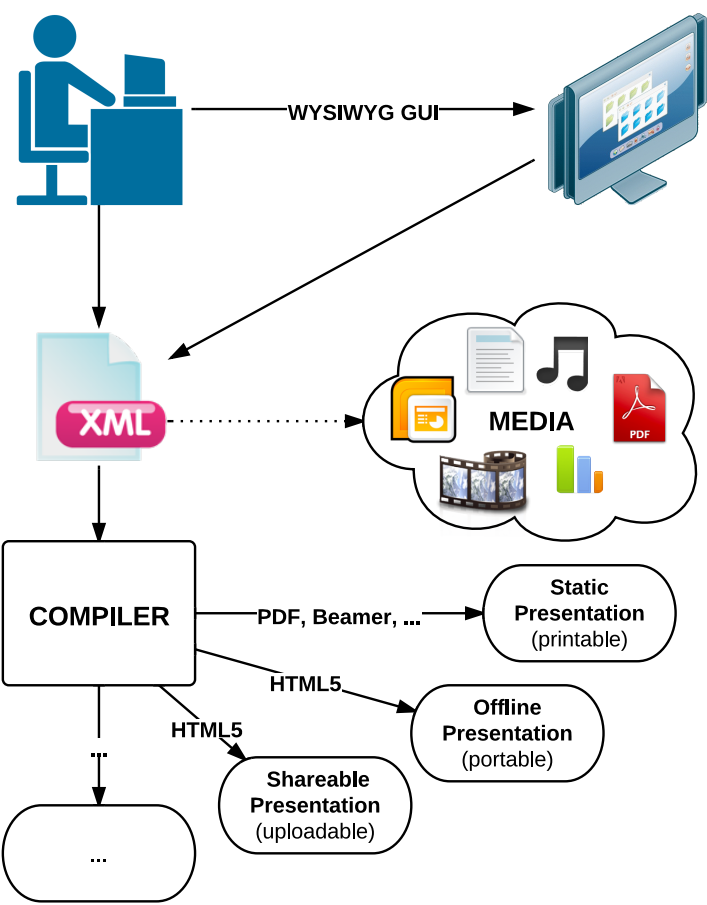 WYSIWYG GUI
XML
MEDIA
PDF
COMPILER
PDF, Beamer, ...
Static
Presentation
(printable)
HTML5
Offline
Presentation
(portable)
HTML5
Shareable
Presentation
(uploadable)
...
...